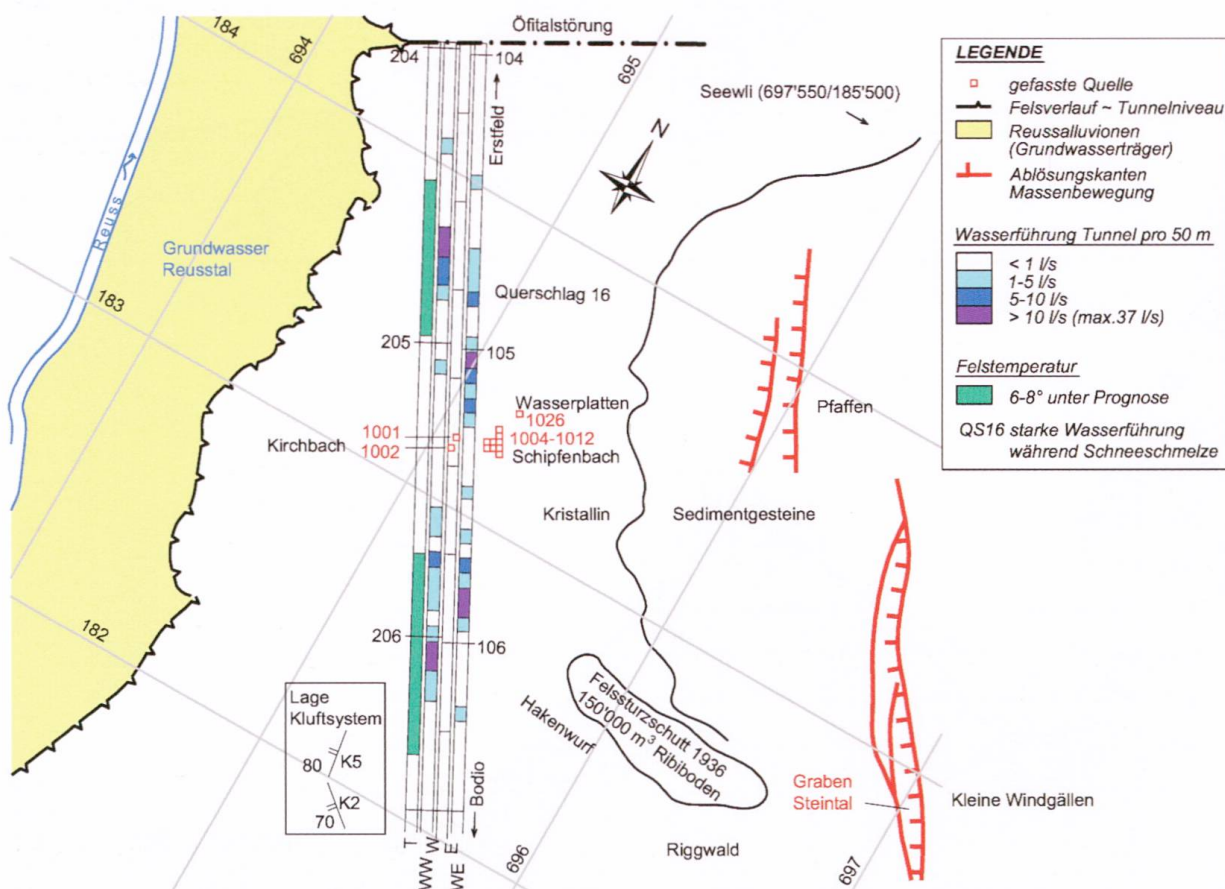 Öfitalstörung
184
694
204
104
695
Erstfeld
Seewli (697'550/185'500)
N
Reuss
Grundwasser
Reusstal
183
Querschlag 16
205
105
Wasserplatten
1026
1001
1004-1012
Kirchbach
1002
Schipfenbach
Pfaffen
Kristallin
Sedimentgesteine
182
206
106
Lage
Kluftsystem
80
K5
K2
70
Hakenwurf
Felssturzschutt 1936
150'000 m³ Ribiboden
Graben
Steintal
Kleine Windgällen
Bodio
Riggwald
T
WW
W
E
WE
696
697
LEGENDE
gefasste Quelle
Felsverlauf ~ Tunnelniveau
Reussalluvionen
(Grundwasserträger)
Ablösungskanten
Massenbewegung
Wasserführung Tunnel pro 50 m
< 1 l/s
1-5 l/s
5-10 l/s
> 10 l/s (max.37 l/s)
Felstemperatur
6-8° unter Prognose
QS16 starke Wasserführung
während Schneeschmelze